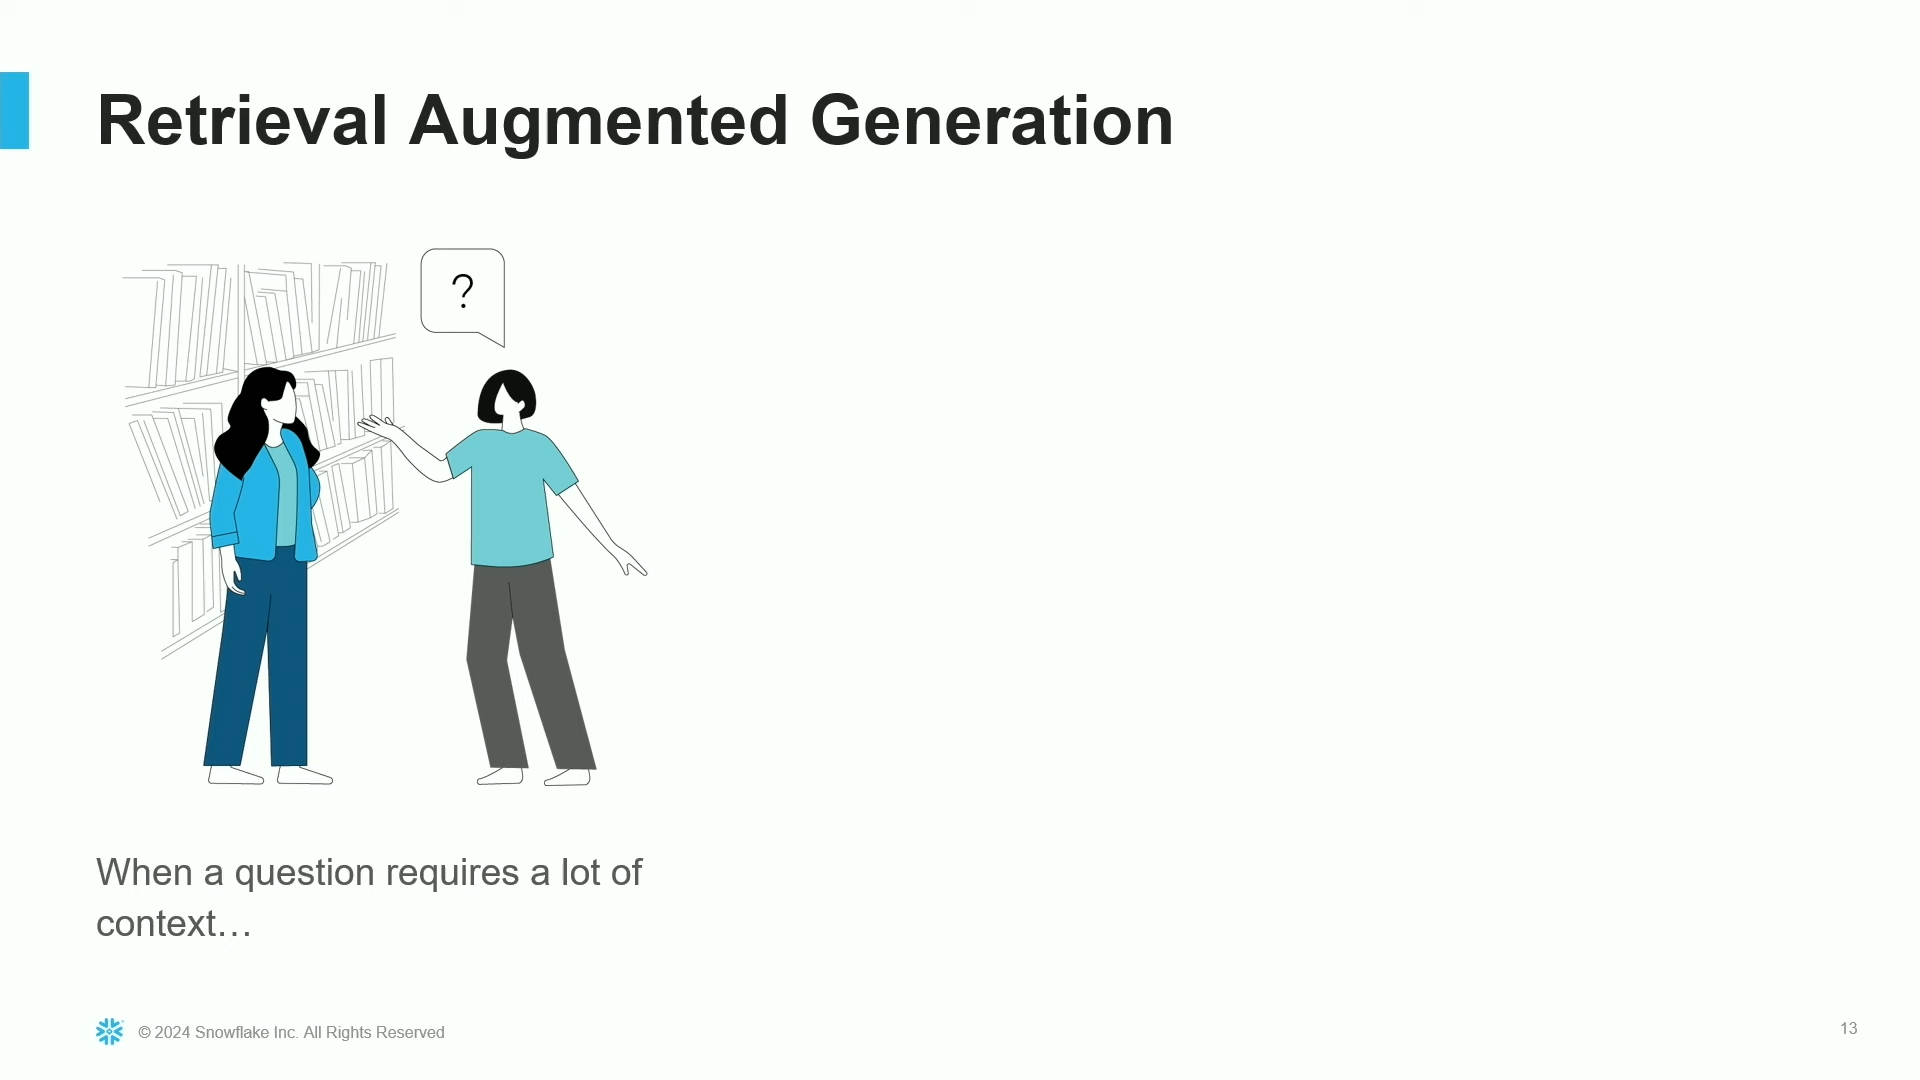 Retrieval Augmented Generation
?
When a question requires a lot of
context…
© 2024 Snowflake Inc. All Rights Reserved
13